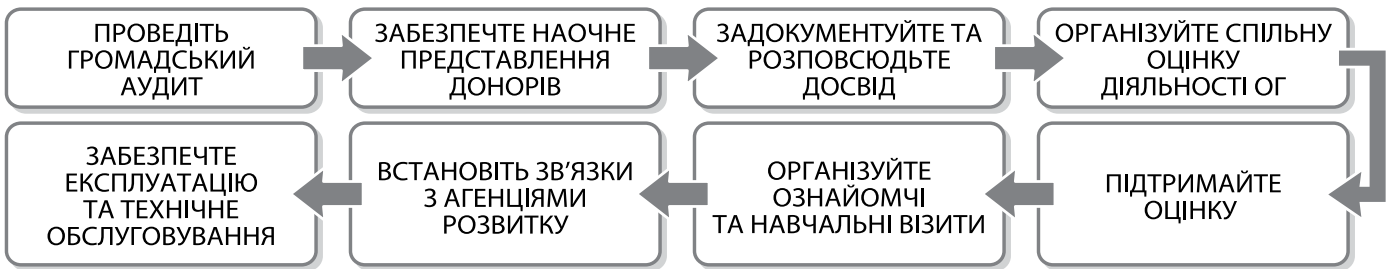 ПРОВЕДІТЬ
ГРОМАДСЬКИЙ
АУДИТ
ЗАБЕЗПЕЧТЕ НАОЧНЕ
ПРЕДСТАВЛЕННЯ
ДОНОРІВ
ЗАДОКУМЕНТУЙТЕ ТА
РОЗПОВСЮДЬТЕ
ДОСВІД
ОРГАНІЗУЙТЕ СПІЛЬНУ
ОЦІНКУ
ДІЯЛЬНОСТІ ОГ
ПІДТРИМАЙТЕ
ОЦІНКУ
ОРГАНІЗУЙТЕ
ОЗНАЙОМЧІ
ТА НАВЧАЛЬНІ ВІЗИТИ
ВСТАНОВІТЬ ЗВ'ЯЗКИ
З АГЕНЦІЯМИ
РОЗВИТКУ
ЗАБЕЗПЕЧТЕ
ЕКСПЛУАТАЦІЮ
ТА ТЕХНІЧНЕ
ОБСЛУГОВУВАННЯ